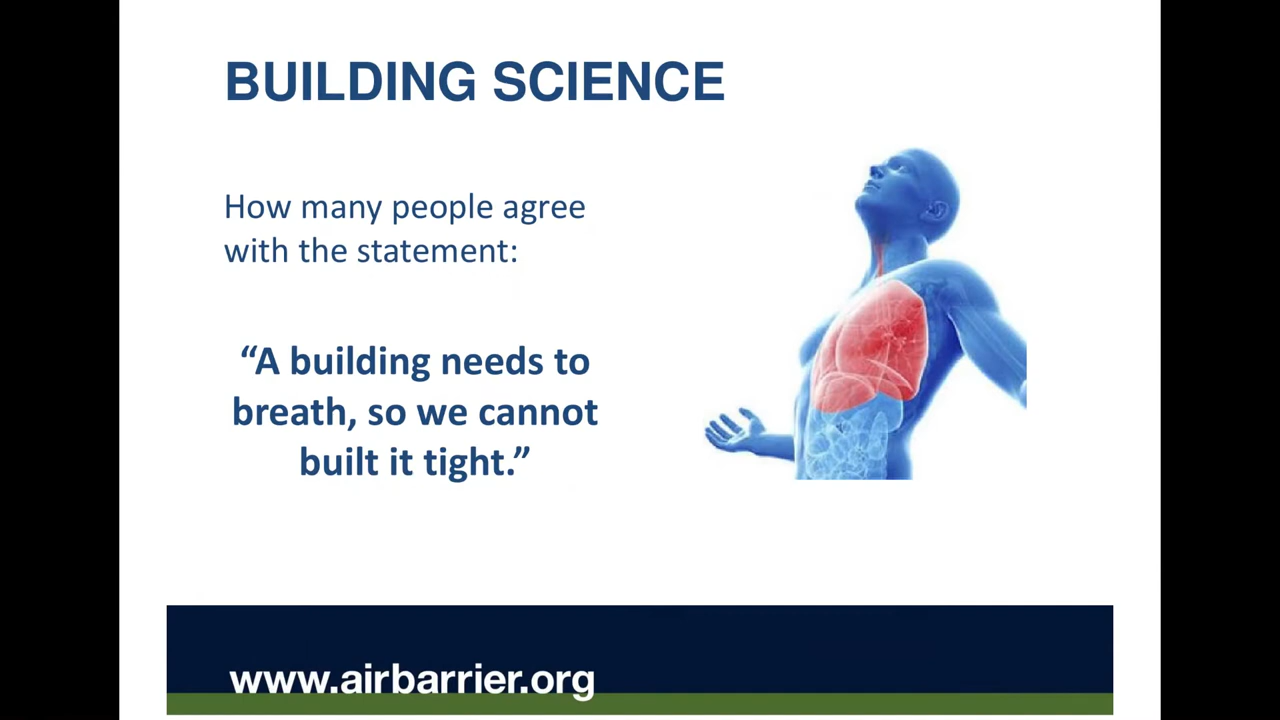 BUILDING SCIENCE
How many people agree
with the statement:
“A building needs to
breath, so we cannot
built it tight.”
www.airbarrier.org